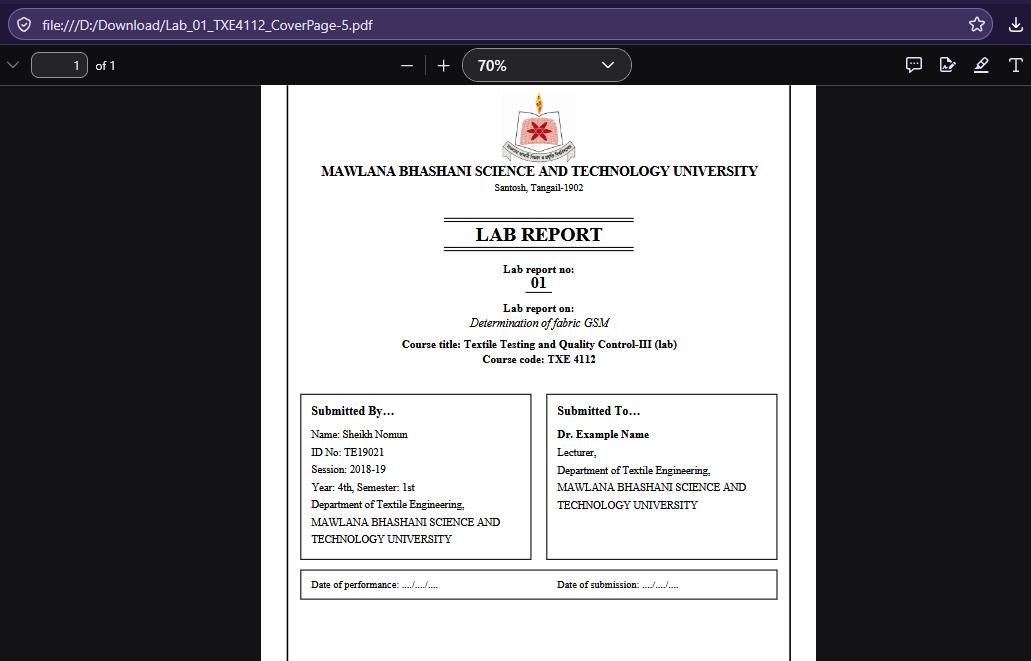 file:///D:/Download/Lab_01_TXE4112_CoverPage-5.pdf
1 of 1
70%
MAWLANA BHASHANI SCIENCE AND TECHNOLOGY UNIVERSITY
Santosh, Tangail-1902
LAB REPORT
Lab report no:
01
Lab report on:
Determination of fabric GSM
Course title: Textile Testing and Quality Control-III (lab)
Course code: TXE 4112
Submitted By…
Name: Sheikh Nomun
ID No: TE19021
Session: 2018-19
Year: 4th, Semester: 1st
Department of Textile Engineering,
MAWLANA BHASHANI SCIENCE AND
TECHNOLOGY UNIVERSITY
Submitted To…
Dr. Example Name
Lecturer,
Department of Textile Engineering,
MAWLANA BHASHANI SCIENCE AND
TECHNOLOGY UNIVERSITY
Date of performance: ..../..../....
Date of submission: ..../..../....